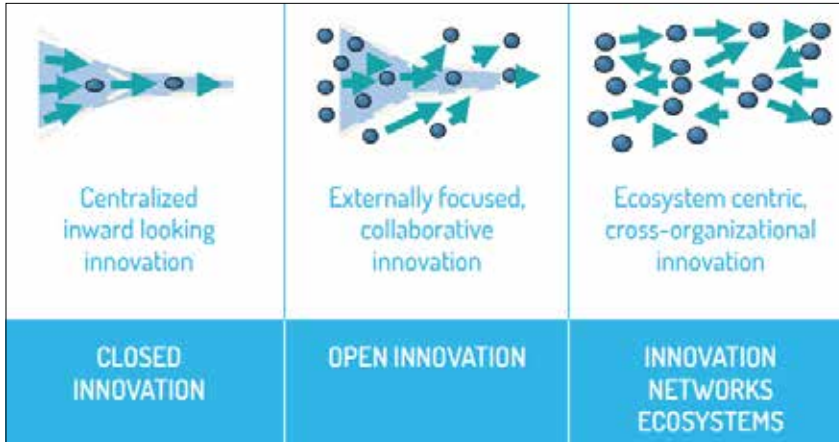 Centralized
inward looking
innovation
Externally focused,
collaborative
innovation
Ecosystem centric,
cross-organizational
innovation
CLOSED
INNOVATION
OPEN INNOVATION
INNOVATION
NETWORKS
ECOSYSTEMS